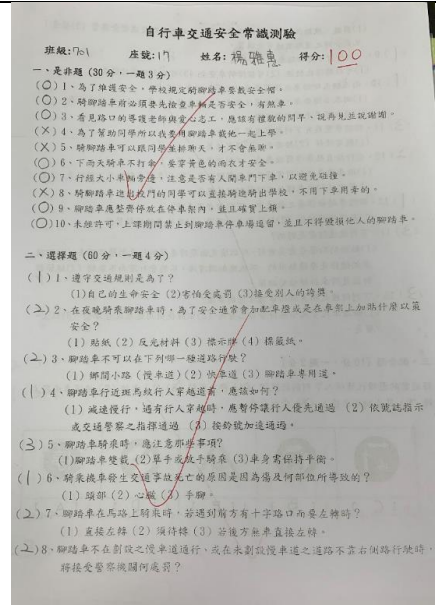 自行車交通安全常識測驗
班級:701 座號:17 姓名:楊雅惠 得分:100
一、是非題(30分,一題3分)
(○)1、為了維護安全,學校規定騎腳踏車要戴安全帽。
(○)2、騎腳踏車前必須要先檢查車輛是否安全,有煞車。
(○)3、看見路口的導護老師與愛心志工,應該有禮貌的問早、說再見並說謝謝。
(×)4、為了幫助同學所以我要用腳踏車載他一起上學。
(×)5、騎腳踏車可以跟同學並排聊天,才不會無聊。
(○)6、下雨天騎車不打傘,要穿黃色的雨衣才安全。
(○)7、行經大小車輛旁邊,注意是否有人開車門下車,以避免碰撞。
(×)8、騎腳踏車進出校門的同學可以直接騎進騎出學校,不用下車用牽的。
(○)9、腳踏車應整齊停放在停車架內,並且確實上鎖。
(○)10、未經許可,上課期間禁止到腳踏車停車場逗留,並且不得毀損他人的腳踏車。
二、選擇題(60分,一題4分)
(1)1、遵守交通規則是為了?
(1)自己的生命安全 (2)害怕受處罰 (3)接受別人的誇獎。
(2)2、在夜晚騎乘腳踏車時,為了安全通常會加配車燈或是在車架上加貼什麼以策
安全?
(1) 貼紙 (2) 反光材料 (3) 標示牌 (4) 標籤紙。
(2)3、腳踏車不可以在下列哪一種道路行駛?
(1) 鄉間小路(慢車道)(2) 快車道 (3) 腳踏車專用道。
(1)4、腳踏車行近斑馬紋行人穿越道前,應該如何?
(1) 減速慢行,遇有行人穿越時,應暫停讓行人優先通過 (2) 依號誌指示
或交通警察之指揮通過 (3) 按鈴號加速通過。
(3)5、腳踏車騎乘時,應注意那些事項?
(1)腳踏車雙載 (2)單手或放手騎乘 (3)車身需保持平衡。
(1)6、騎乘機車發生交通事故死亡的原因是因為傷及何部位所導致的?
(1) 頭部 (2) 心臟 (3) 手腳。
(2)7、腳踏車在馬路上騎乘時,若遇到前方有十字路口而要左轉時?
(1) 直接左轉 (2) 須待轉 (3) 若後方無車直接左轉。
(2)8、腳踏車不在劃設之慢車道通行、或在未劃設慢車道之道路不靠右側路行駛時,
將接受警察機關何處罰?